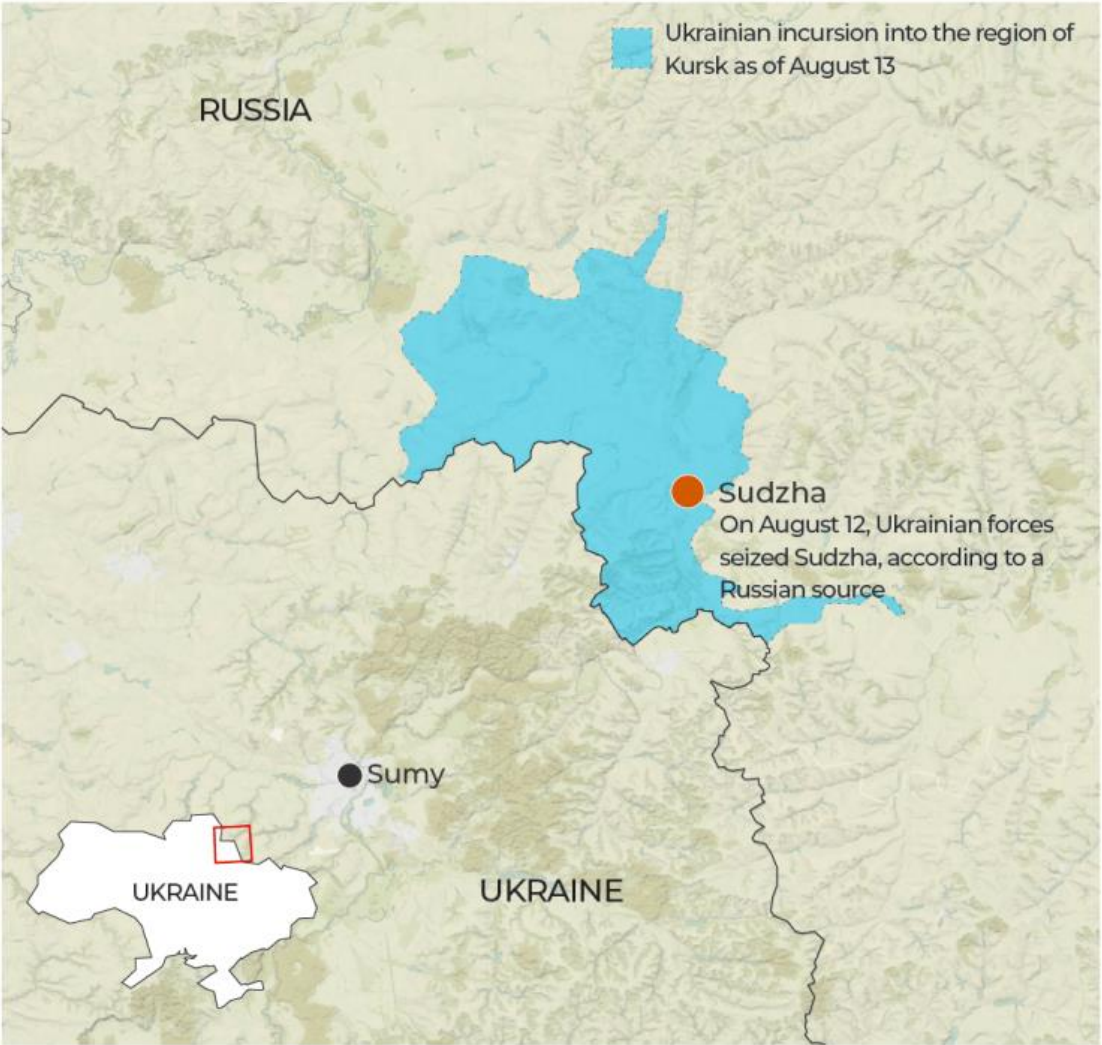 Ukrainian incursion into the region of
Kursk as of August 13
RUSSIA
Sudzha
On August 12, Ukrainian forces
seized Sudzha, according to a
Russian source
Sumy
UKRAINE
UKRAINE